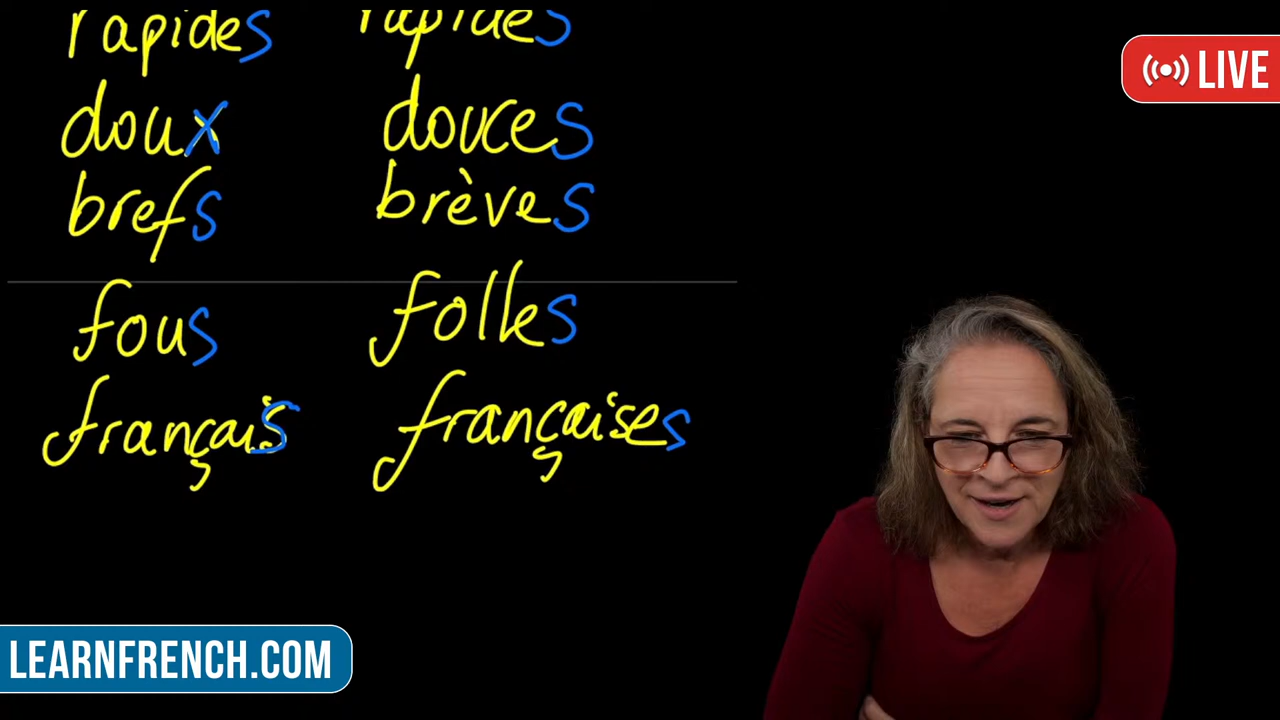 rapides rapides
LIVE
doux douces
brefs brèves
fous folles
français françaises
LEARNFRENCH.COM